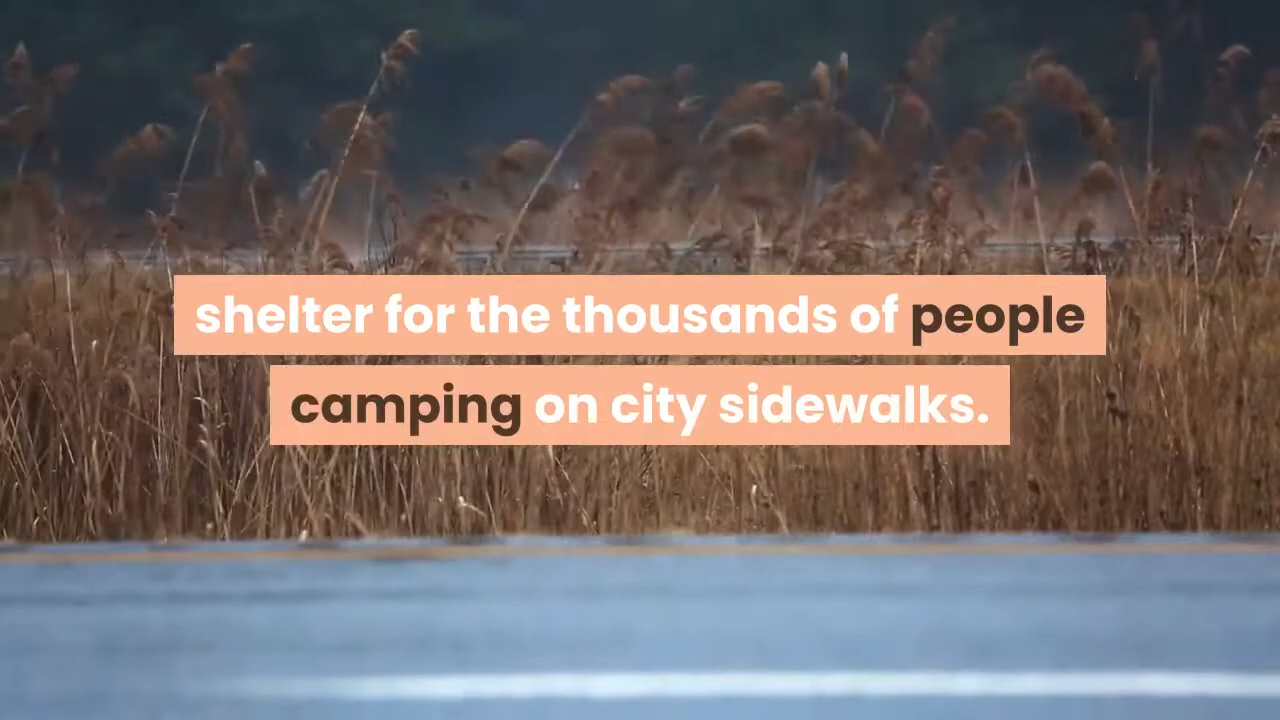 shelter for the thousands of people
camping on city sidewalks.